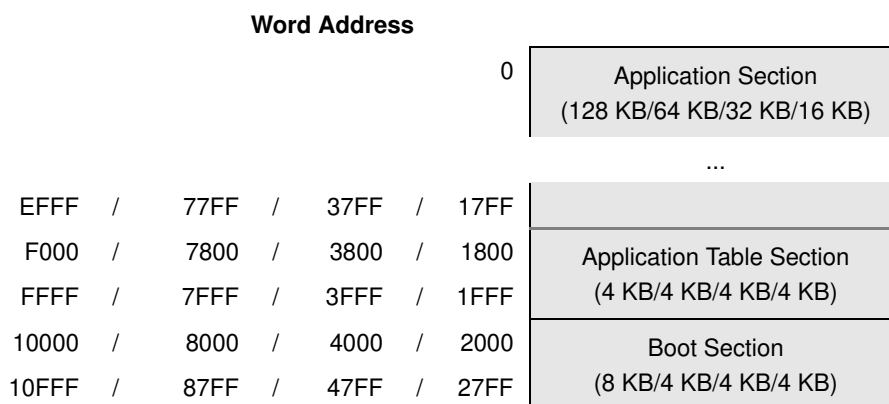 Word Address
0 Application Section
(128 KB/64 KB/32 KB/16 KB)
...
EFFF / 77FF / 37FF / 17FF
F000 / 7800 / 3800 / 1800 Application Table Section
FFFF / 7FFF / 3FFF / 1FFF (4 KB/4 KB/4 KB/4 KB)
10000 / 8000 / 4000 / 2000 Boot Section
10FFF / 87FF / 47FF / 27FF (8 KB/4 KB/4 KB/4 KB)